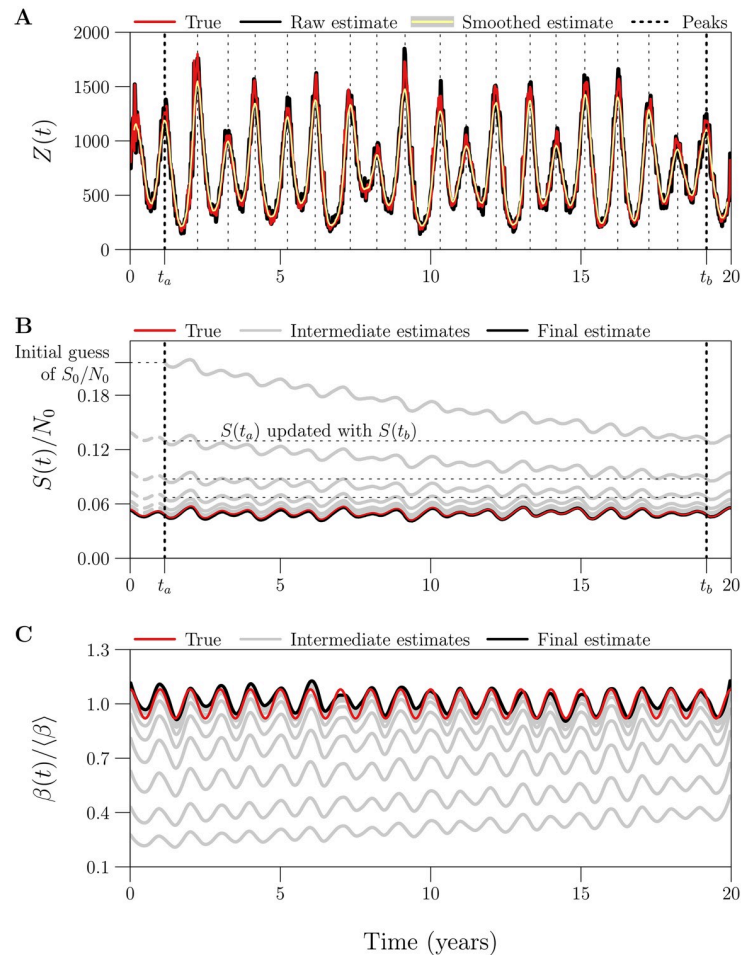 A
True Raw estimate Smoothed estimate Peaks
2000
1500
1000
500
0
Z(t)
0 5 10 15 20
t_a t_b
B
True Intermediate estimates Final estimate
Initial guess
of S_0/N_0
0.18
0.12
0.06
0.00
S(t)/N_0
S(t_a) updated with S(t_b)
0 5 10 15 20
t_a t_b
C
True Intermediate estimates Final estimate
1.3
1.0
0.7
0.4
0.1
β(t)/⟨β⟩
0 5 10 15 20
Time (years)